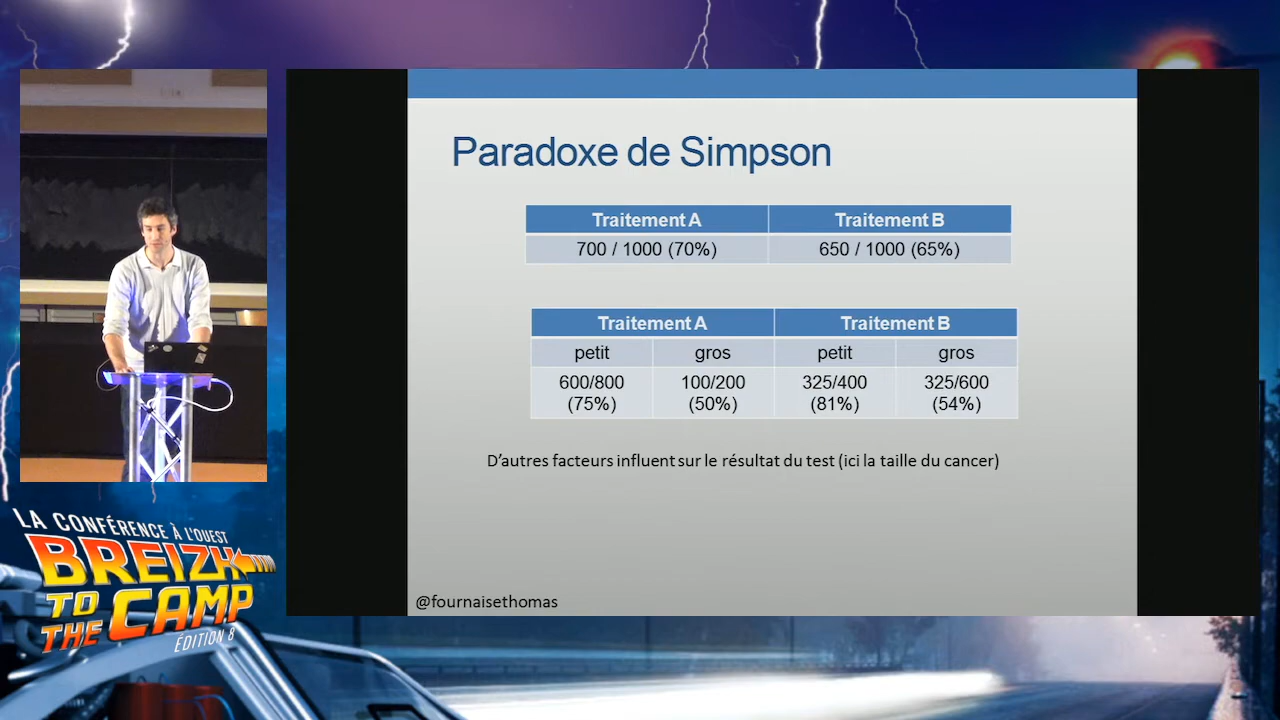 Paradoxe de Simpson
Traitement A Traitement B
700 / 1000 (70%) 650 / 1000 (65%)
Traitement A Traitement B
petit gros petit gros
600/800 100/200 325/400 325/600
(75%) (50%) (81%) (54%)
D'autres facteurs influent sur le résultat du test (ici la taille du cancer)
@fournaisethomas
LA CONFÉRENCE À L'OUEST
BREIZH
TO CAMP
THE
ÉDITION 8